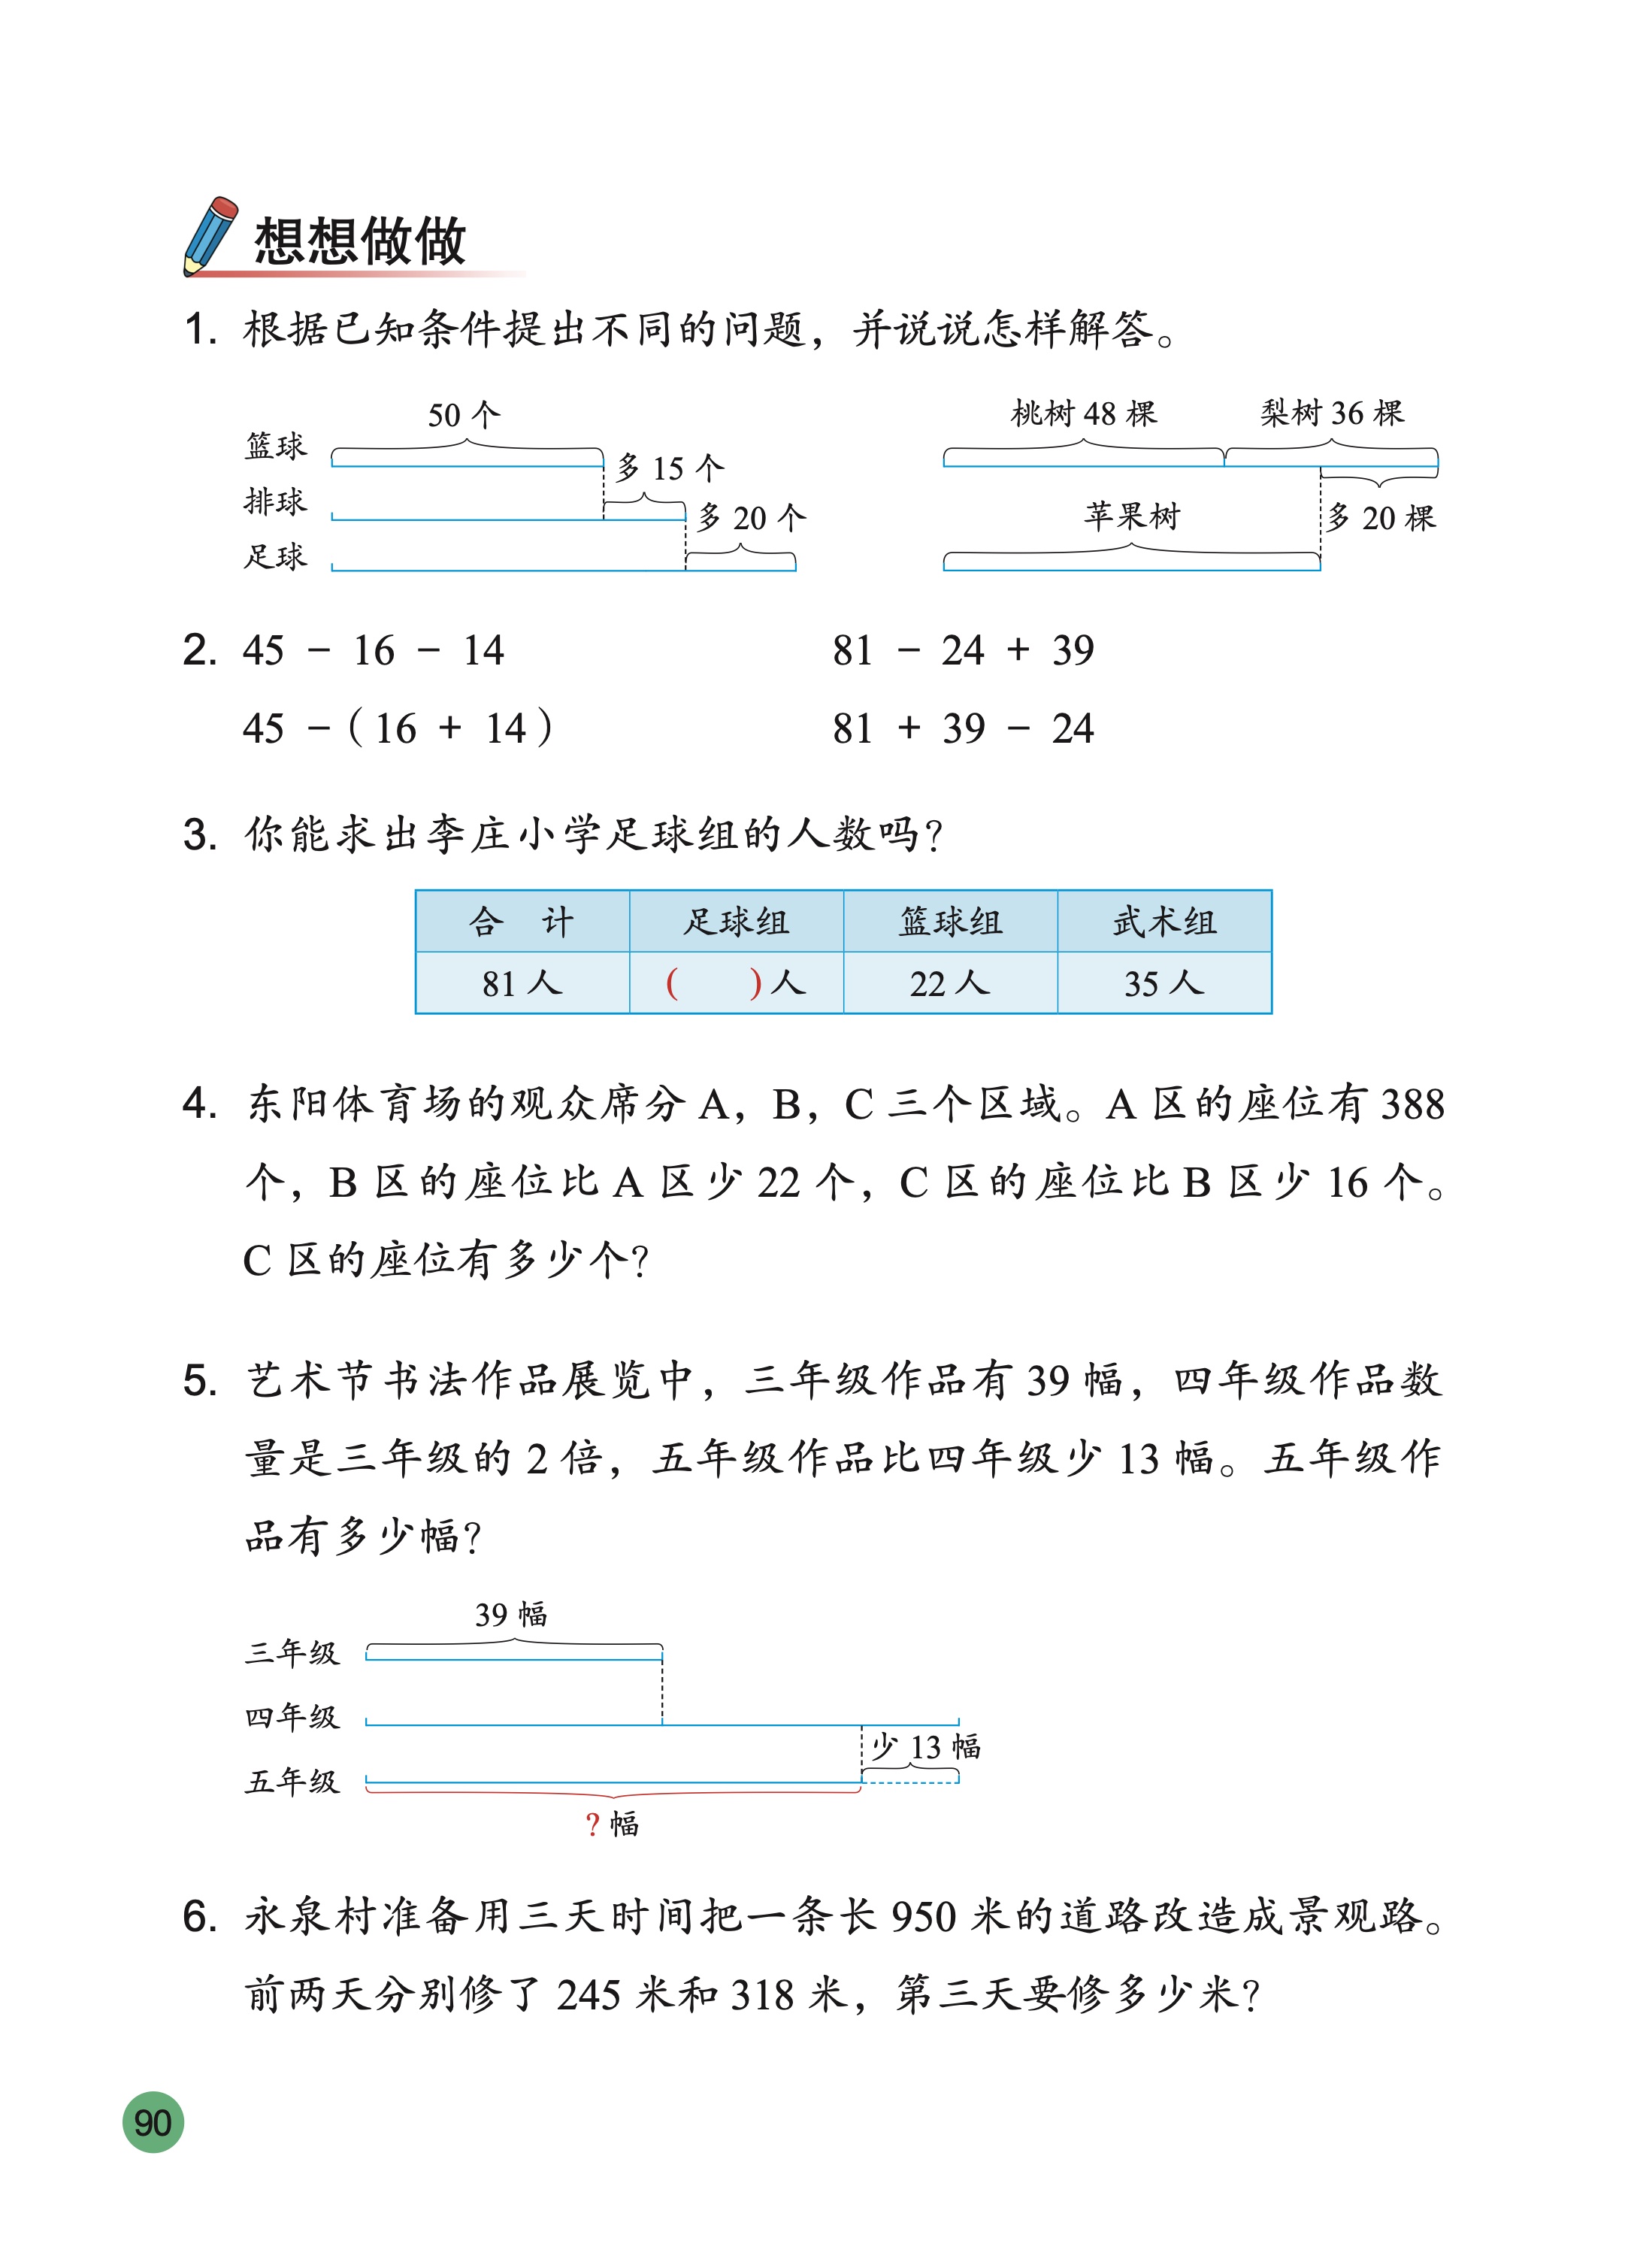 想想做做
1. 根据已知条件提出不同的问题，并说说怎样解答。
50 个
篮球
多 15 个
排球
多 20 个
足球
桃树 48 棵 梨树 36 棵
苹果树 多 20 棵
2. 45 － 16 － 14 81 － 24 ＋ 39
45 －（16 ＋ 14） 81 ＋ 39 － 24
3. 你能求出李庄小学足球组的人数吗？
合 计 足球组 篮球组 武术组
81 人 （ ）人 22 人 35 人
4. 东阳体育场的观众席分 A，B，C 三个区域。A 区的座位有 388
个，B 区的座位比 A 区少 22 个，C 区的座位比 B 区少 16 个。
C 区的座位有多少个？
5. 艺术节书法作品展览中，三年级作品有 39 幅，四年级作品数
量是三年级的 2 倍，五年级作品比四年级少 13 幅。五年级作
品有多少幅？
39 幅
三年级
四年级
少 13 幅
五年级
？幅
6. 永泉村准备用三天时间把一条长 950 米的道路改造成景观路。
前两天分别修了 245 米和 318 米，第三天要修多少米？
90